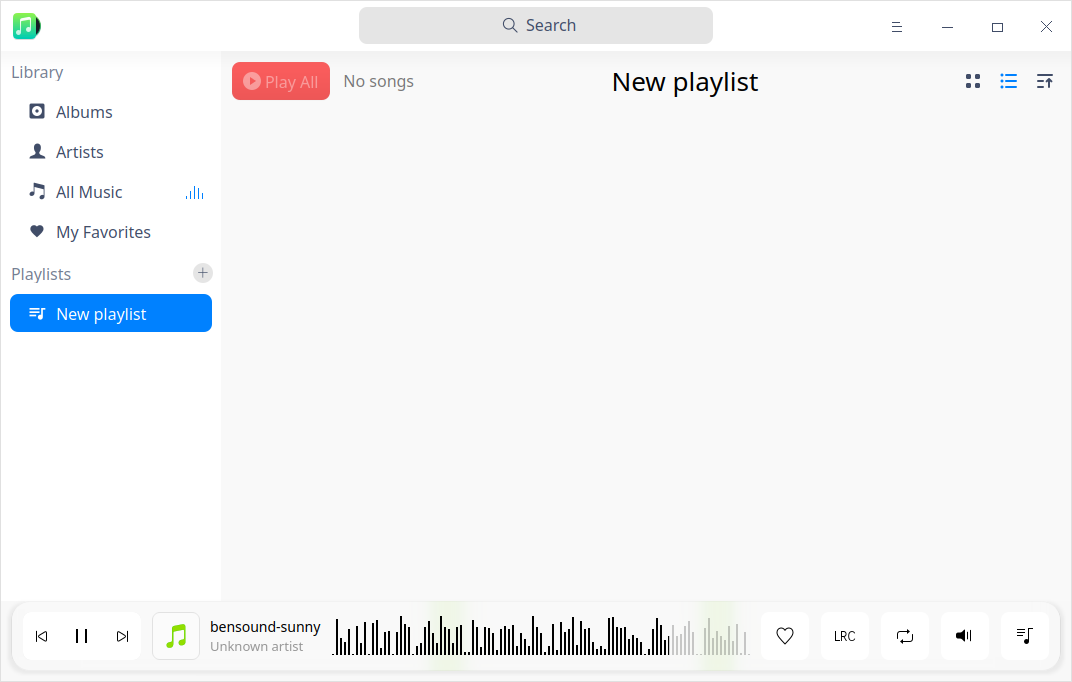 Search
Library
Albums
Artists
All Music
My Favorites
Playlists
New playlist
Play All
No songs
New playlist
bensound-sunny
Unknown artist
LRC